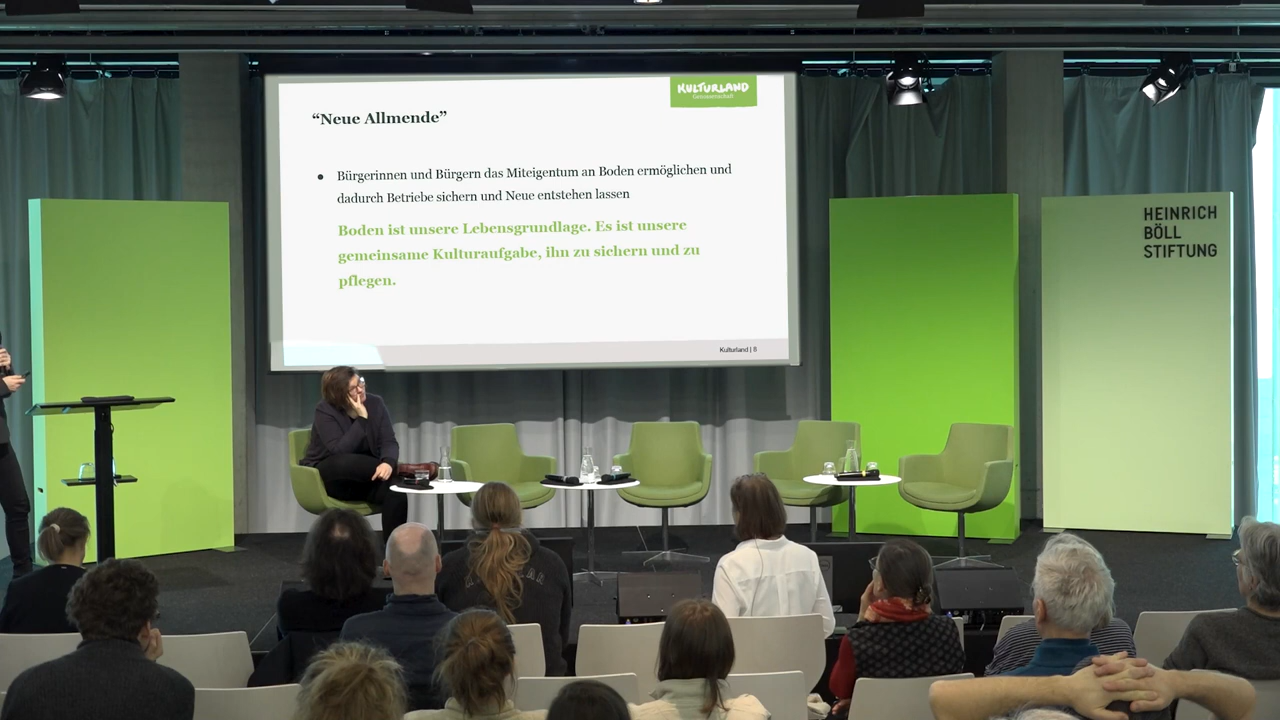 KULTURLAND
Genossenschaft
“Neue Allmende”
● Bürgerinnen und Bürgern das Miteigentum an Boden ermöglichen und
dadurch Betriebe sichern und Neue entstehen lassen
Boden ist unsere Lebensgrundlage. Es ist unsere
gemeinsame Kulturaufgabe, ihn zu sichern und zu
pflegen.
Kulturland | 8
HEINRICH
BÖLL
STIFTUNG